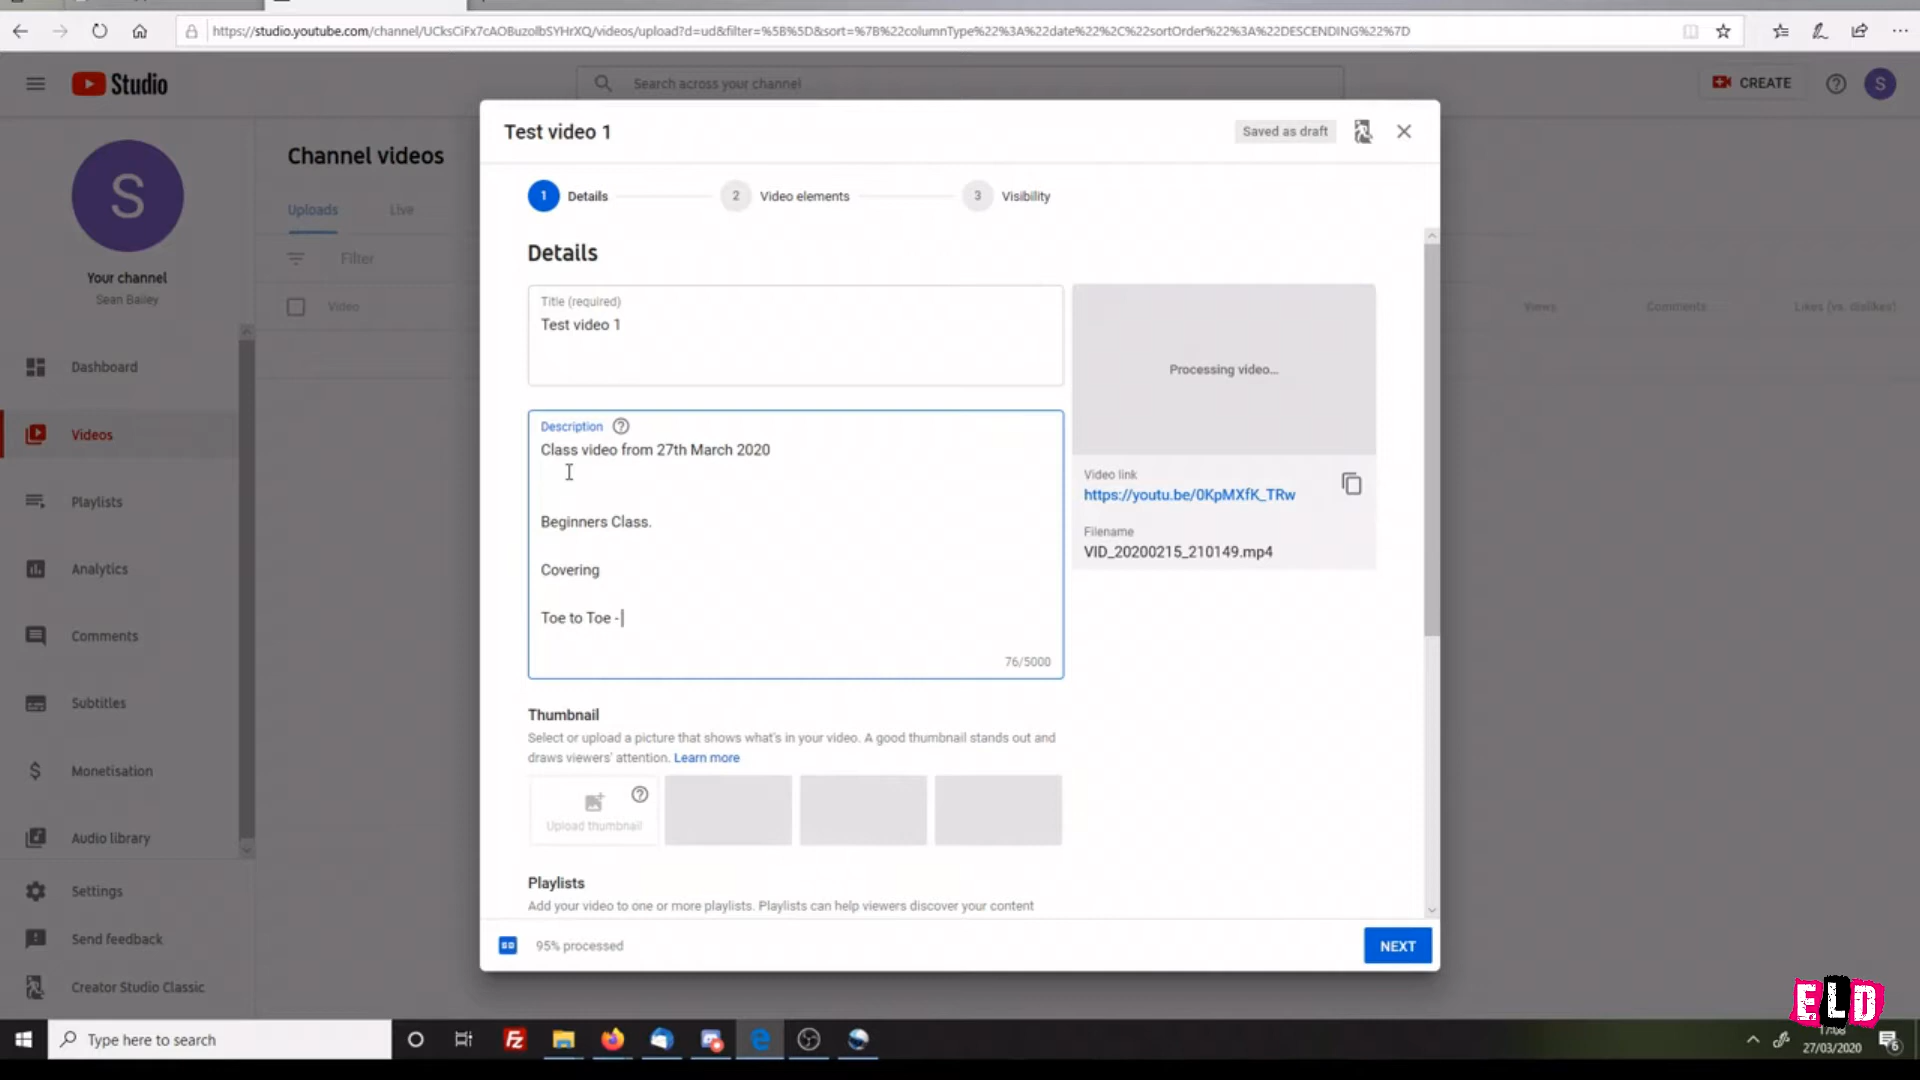 https://studio.youtube.com/channel/UCksCiFx7cAOBuzolbSYHrXQ/videos/upload?d=ud&filter=%5B%5D&sort=%7B%22columnType%22%3A%22date%22%2C%22sortOrder%22%3A%22DESCENDING%22%7D
Studio
Search across your channel
CREATE
S
Test video 1
Saved as draft
S
Channel videos
1 Details
2 Video elements
3 Visibility
Uploads
Live
Details
Filter
Your channel
Sean Bailey
Video
Views
Comments
Likes (vs. dislikes)
Title (required)
Test video 1
Processing video...
Dashboard
Description
Class video from 27th March 2020
Videos
Video link
https://youtu.be/0KpMXfK_TRw
Playlists
Beginners Class.
Filename
VID_20200215_210149.mp4
Analytics
Covering
Toe to Toe -
Comments
76/5000
Subtitles
Thumbnail
Select or upload a picture that shows what's in your video. A good thumbnail stands out and
draws viewers' attention. Learn more
Monetisation
Upload thumbnail
Audio library
Playlists
Settings
Add your video to one or more playlists. Playlists can help viewers discover your content
Send feedback
SD
95% processed
NEXT
Creator Studio Classic
ELD
Type here to search
27/03/2020
6